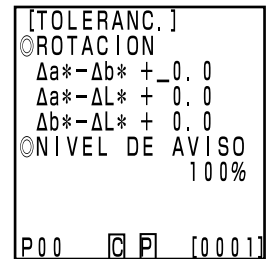 [TOLERANC.]
◎ROTACION
Δa*-Δb* +_0.0
Δa*-ΔL* + 0.0
Δb*-ΔL* + 0.0
◎NIVEL DE AVISO
100%
P00 C P [0001]